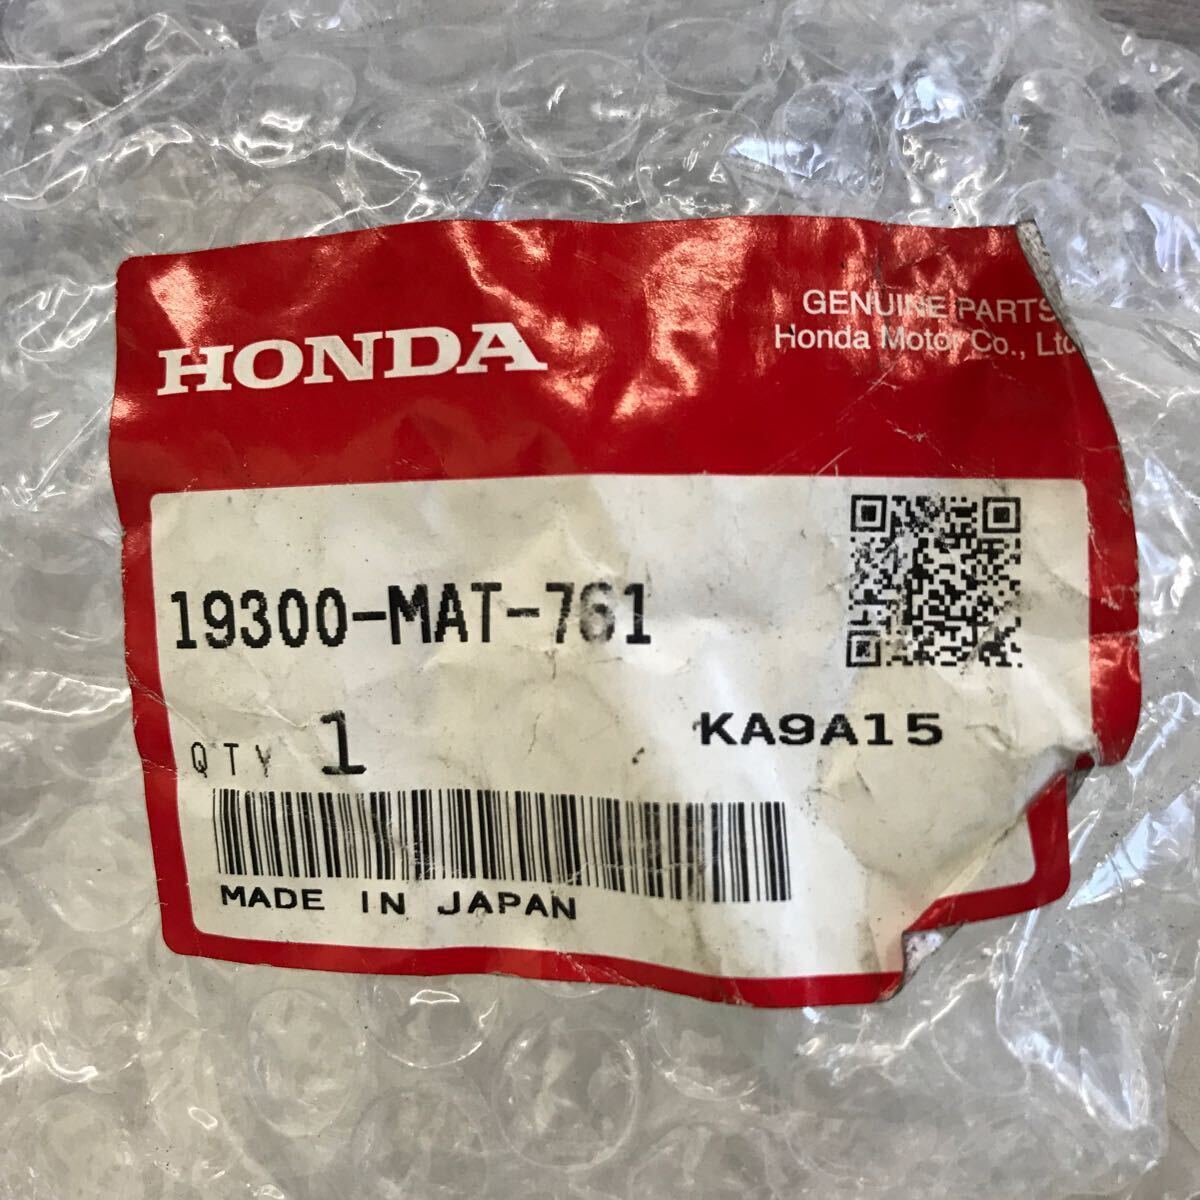 HONDA
GENUINE PARTS
Honda Motor Co., Ltd
19300-MAT-761
QTY 1
KA9A15
MADE IN JAPAN